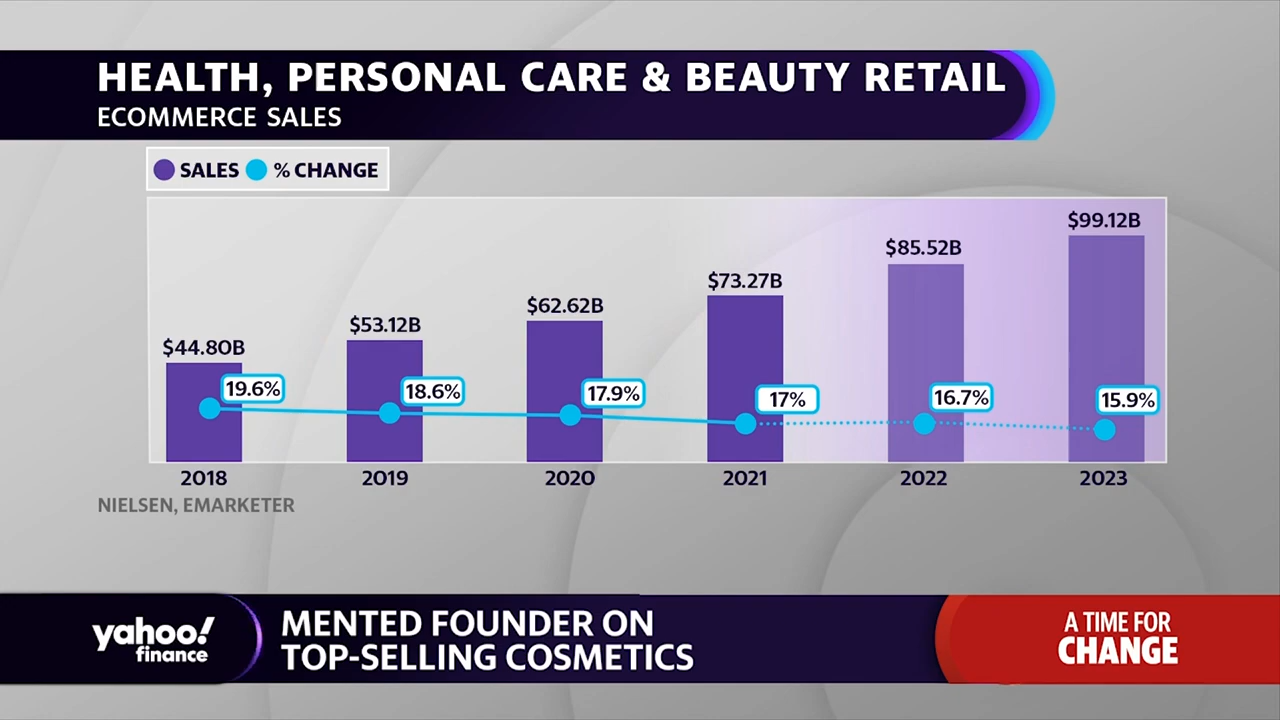 HEALTH, PERSONAL CARE & BEAUTY RETAIL
ECOMMERCE SALES
SALES % CHANGE
$44.80B
$53.12B
$62.62B
$73.27B
$85.52B
$99.12B
19.6%
18.6%
17.9%
17%
16.7%
15.9%
2018 2019 2020 2021 2022 2023
NIELSEN, EMARKETER
yahoo!
finance
MENTED FOUNDER ON
TOP-SELLING COSMETICS
A TIME FOR
CHANGE